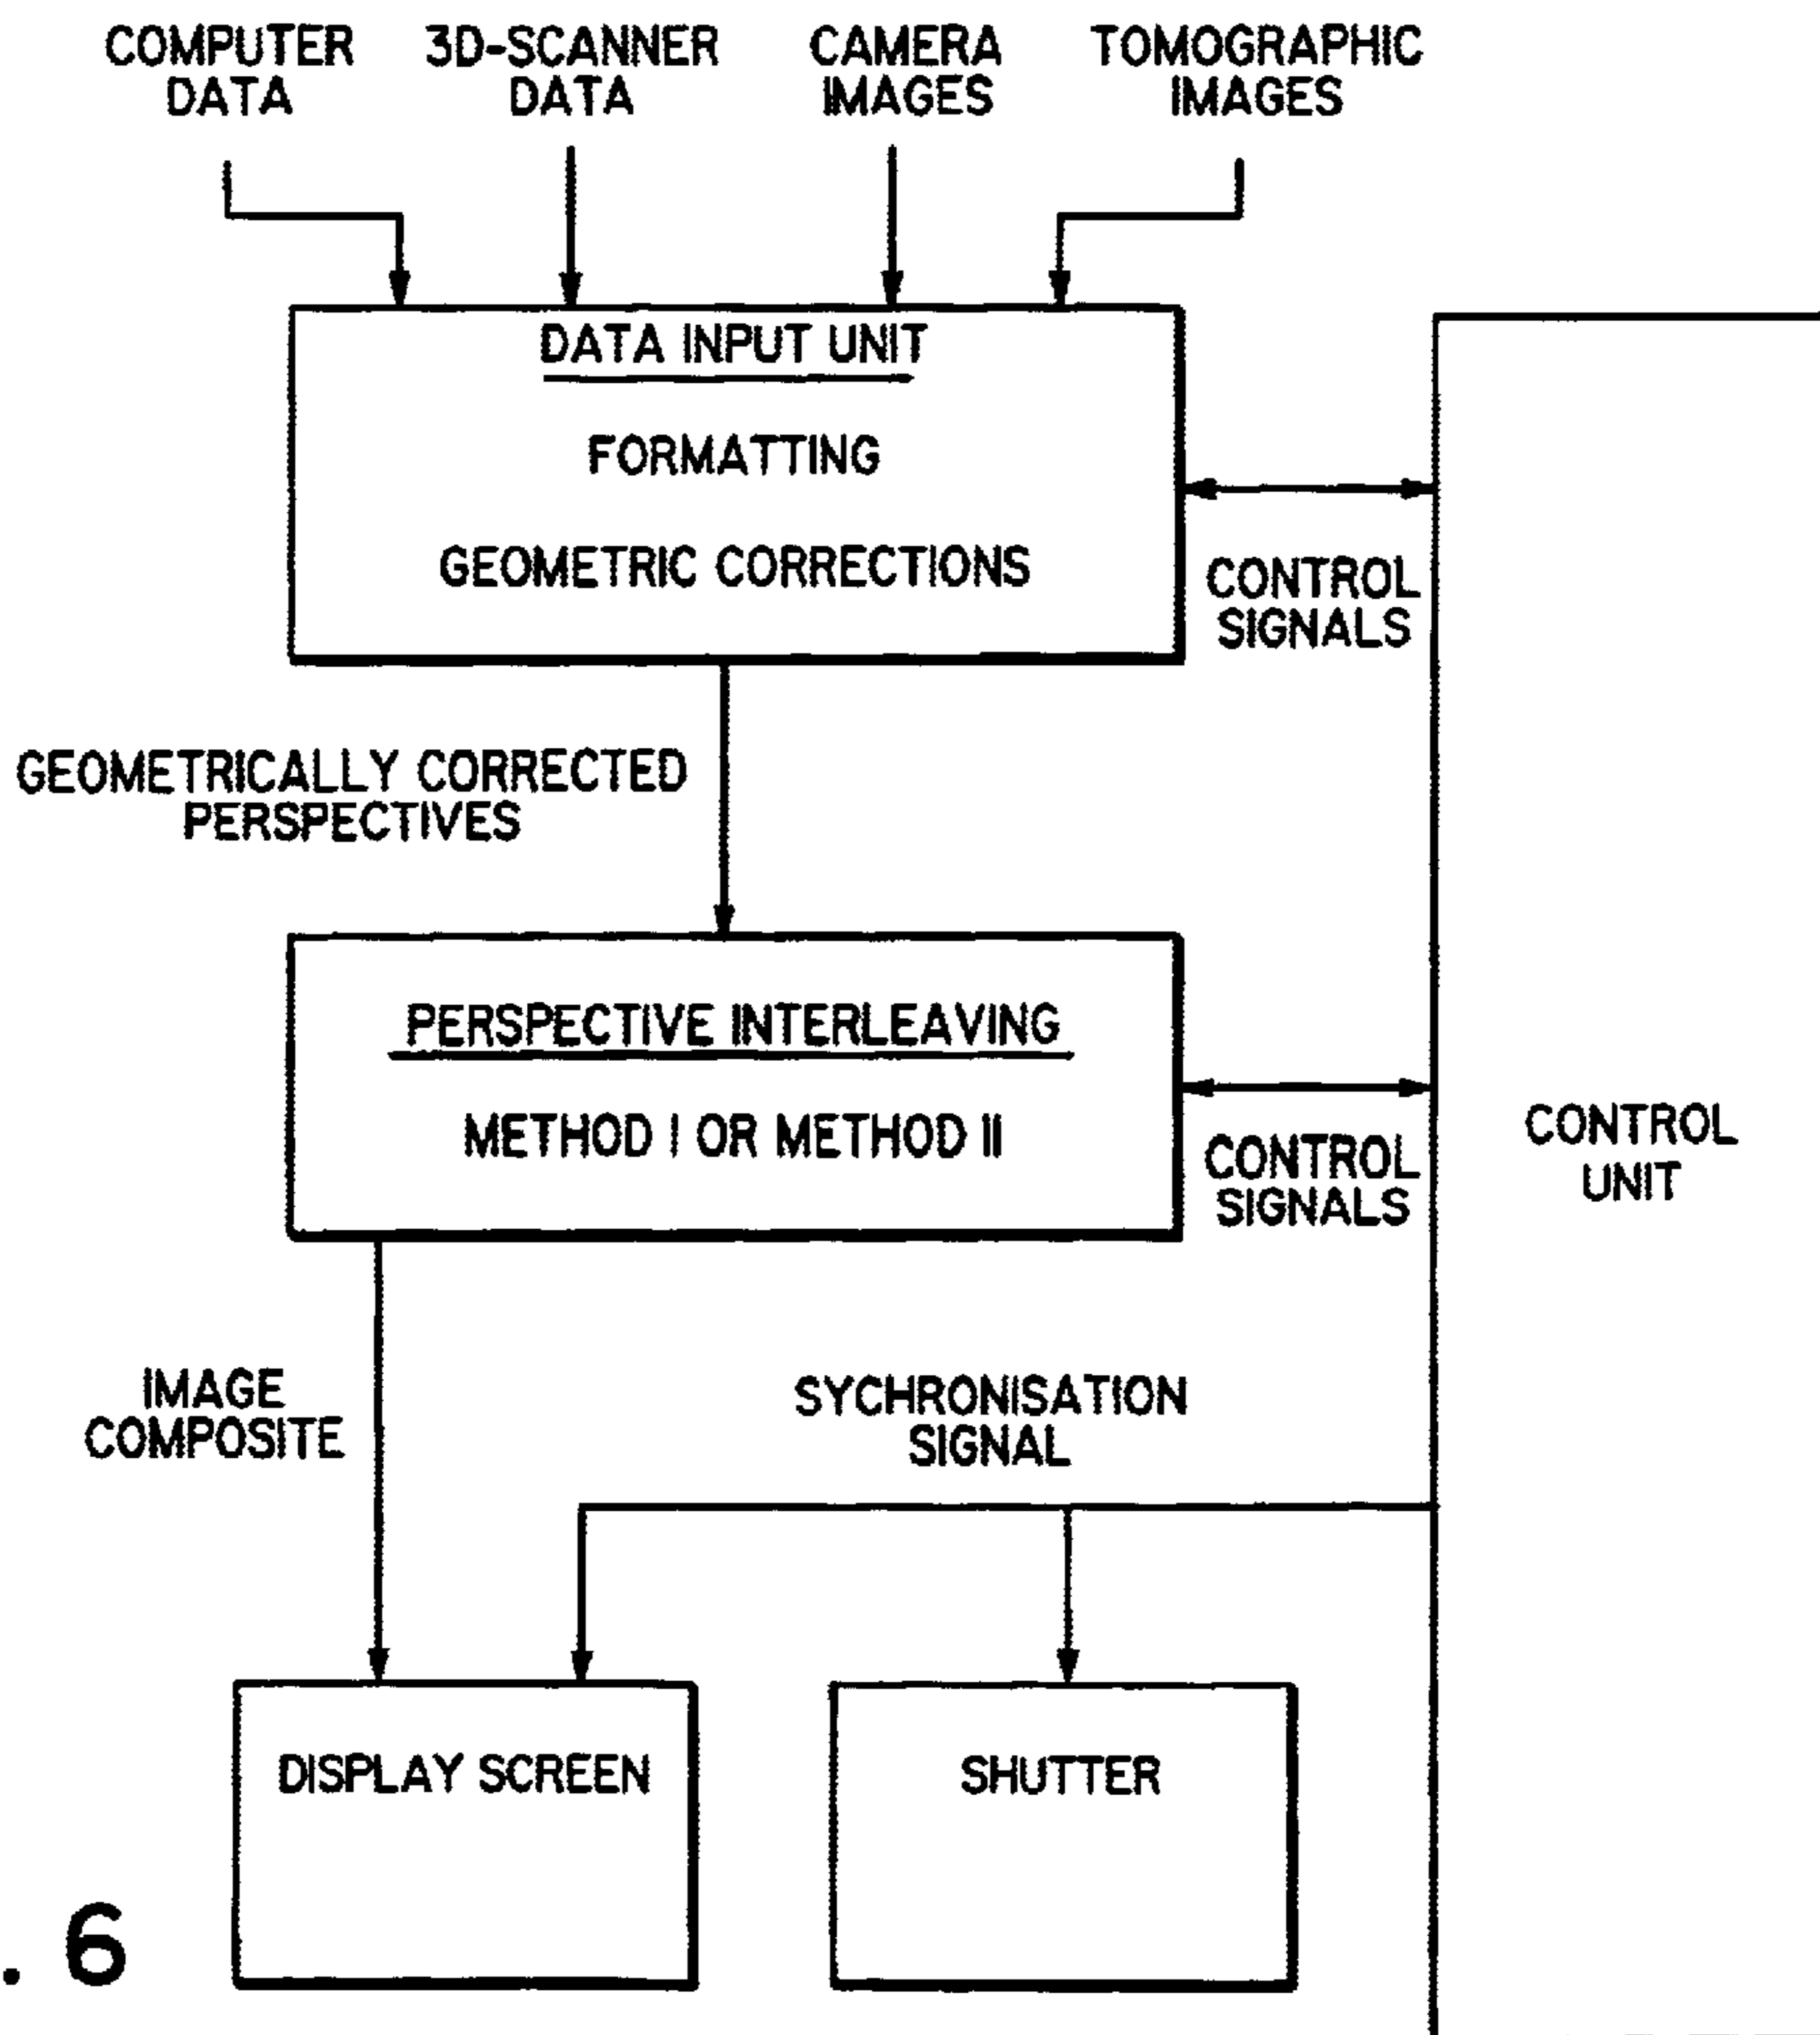 COMPUTER
DATA
3D-SCANNER
DATA
CAMERA
IMAGES
TOMOGRAPHIC
IMAGES
DATA INPUT UNIT
FORMATTING
GEOMETRIC CORRECTIONS
CONTROL
SIGNALS
GEOMETRICALLY CORRECTED
PERSPECTIVES
PERSPECTIVE INTERLEAVING
METHOD I OR METHOD II
CONTROL
SIGNALS
CONTROL
UNIT
IMAGE
COMPOSITE
SYCHRONISATION
SIGNAL
DISPLAY SCREEN
SHUTTER
. 6